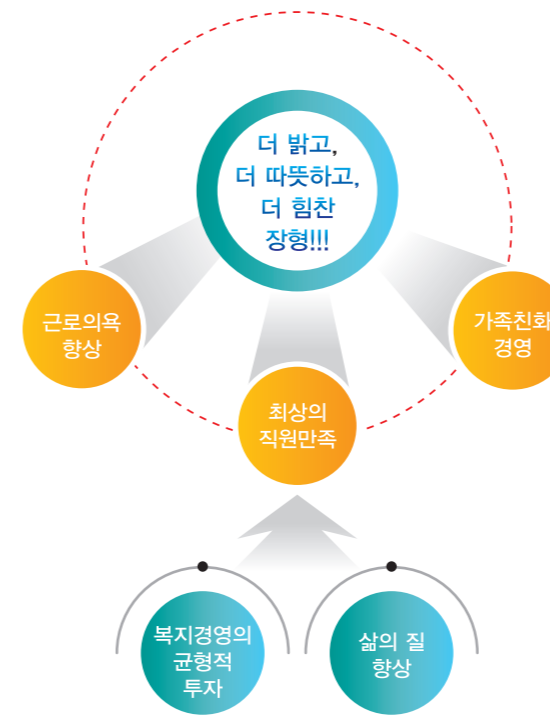 더 밝고,
더 따뜻하고,
더 힘찬
장형!!!
근로의욕
향상
가족친화
경영
최상의
직원만족
복지경영의
균형적
투자
삶의 질
향상